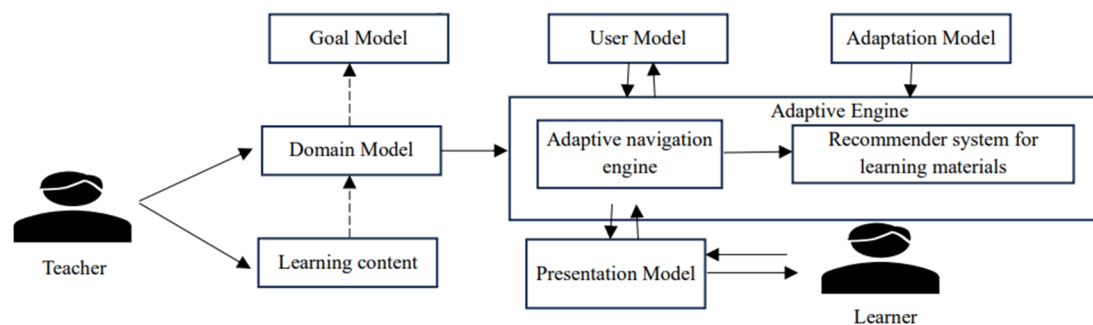 Goal Model
User Model
Adaptation Model
Adaptive Engine
Domain Model
Adaptive navigation
engine
Recommender system for
learning materials
Teacher
Learning content
Presentation Model
Learner